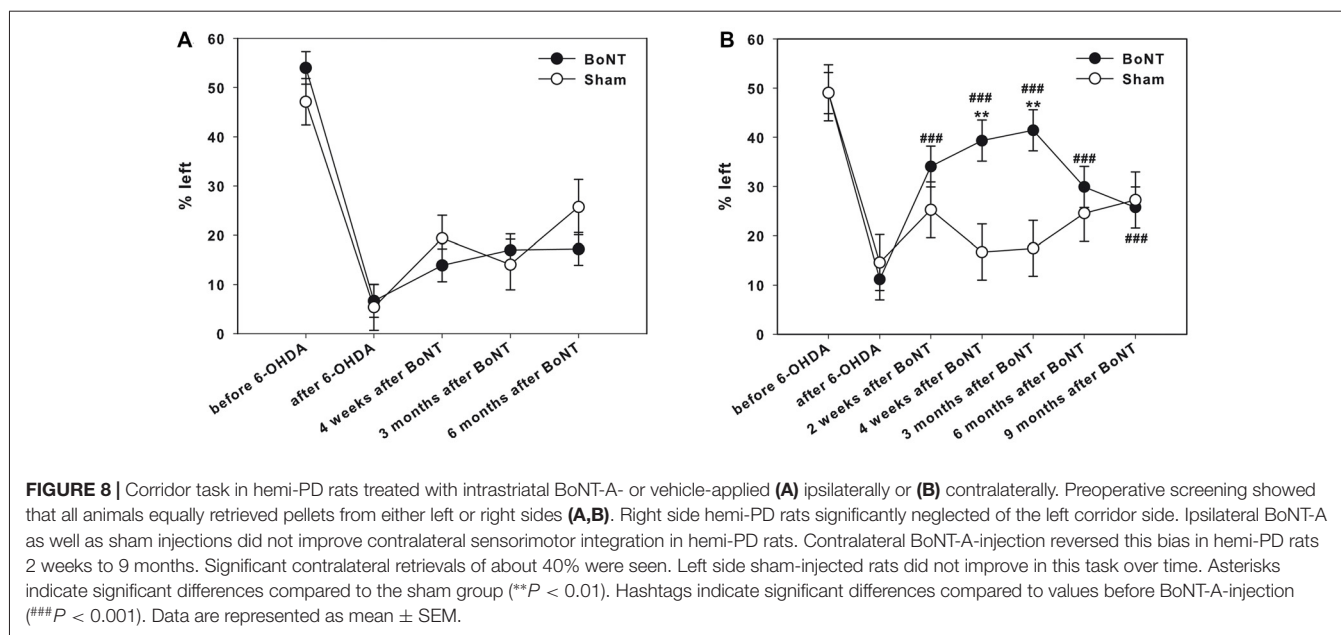 A
60
50
40
30
20
10
0
% left
BoNT
Sham
before 6-OHDA
after 6-OHDA
4 weeks after BoNT
3 months after BoNT
6 months after BoNT
B
60
50
40
30
20
10
0
% left
BoNT
Sham
###
###
**
###
**
###
###
before 6-OHDA
after 6-OHDA
2 weeks after BoNT
4 weeks after BoNT
3 months after BoNT
6 months after BoNT
9 months after BoNT
FIGURE 8 | Corridor task in hemi-PD rats treated with intrastriatal BoNT-A- or vehicle-applied (A) ipsilaterally or (B) contralaterally. Preoperative screening showed
that all animals equally retrieved pellets from either left or right sides (A,B). Right side hemi-PD rats significantly neglected of the left corridor side. Ipsilateral BoNT-A
as well as sham injections did not improve contralateral sensorimotor integration in hemi-PD rats. Contralateral BoNT-A-injection reversed this bias in hemi-PD rats
2 weeks to 9 months. Significant contralateral retrievals of about 40% were seen. Left side sham-injected rats did not improve in this task over time. Asterisks
indicate significant differences compared to the sham group (**P < 0.01). Hashtags indicate significant differences compared to values before BoNT-A-injection
(###P < 0.001). Data are represented as mean ± SEM.